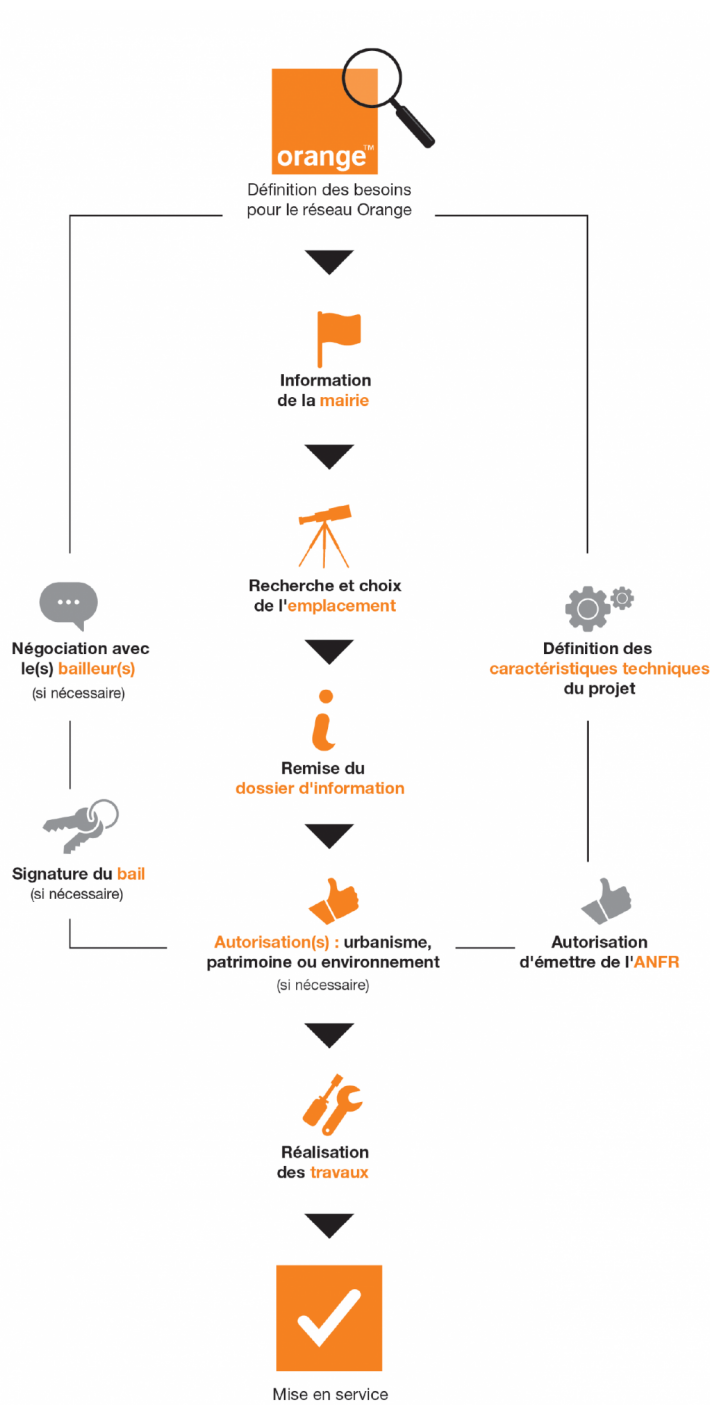 orange™
Définition des besoins
pour le réseau Orange
Information
de la mairie
Recherche et choix
de l'emplacement
Négociation avec
le(s) bailleur(s)
(si nécessaire)
Définition des
caractéristiques techniques
du projet
Remise du
dossier d'information
Signature du bail
(si nécessaire)
Autorisation(s) : urbanisme,
patrimoine ou environnement
(si nécessaire)
Autorisation
d'émettre de l'ANFR
Réalisation
des travaux
Mise en service